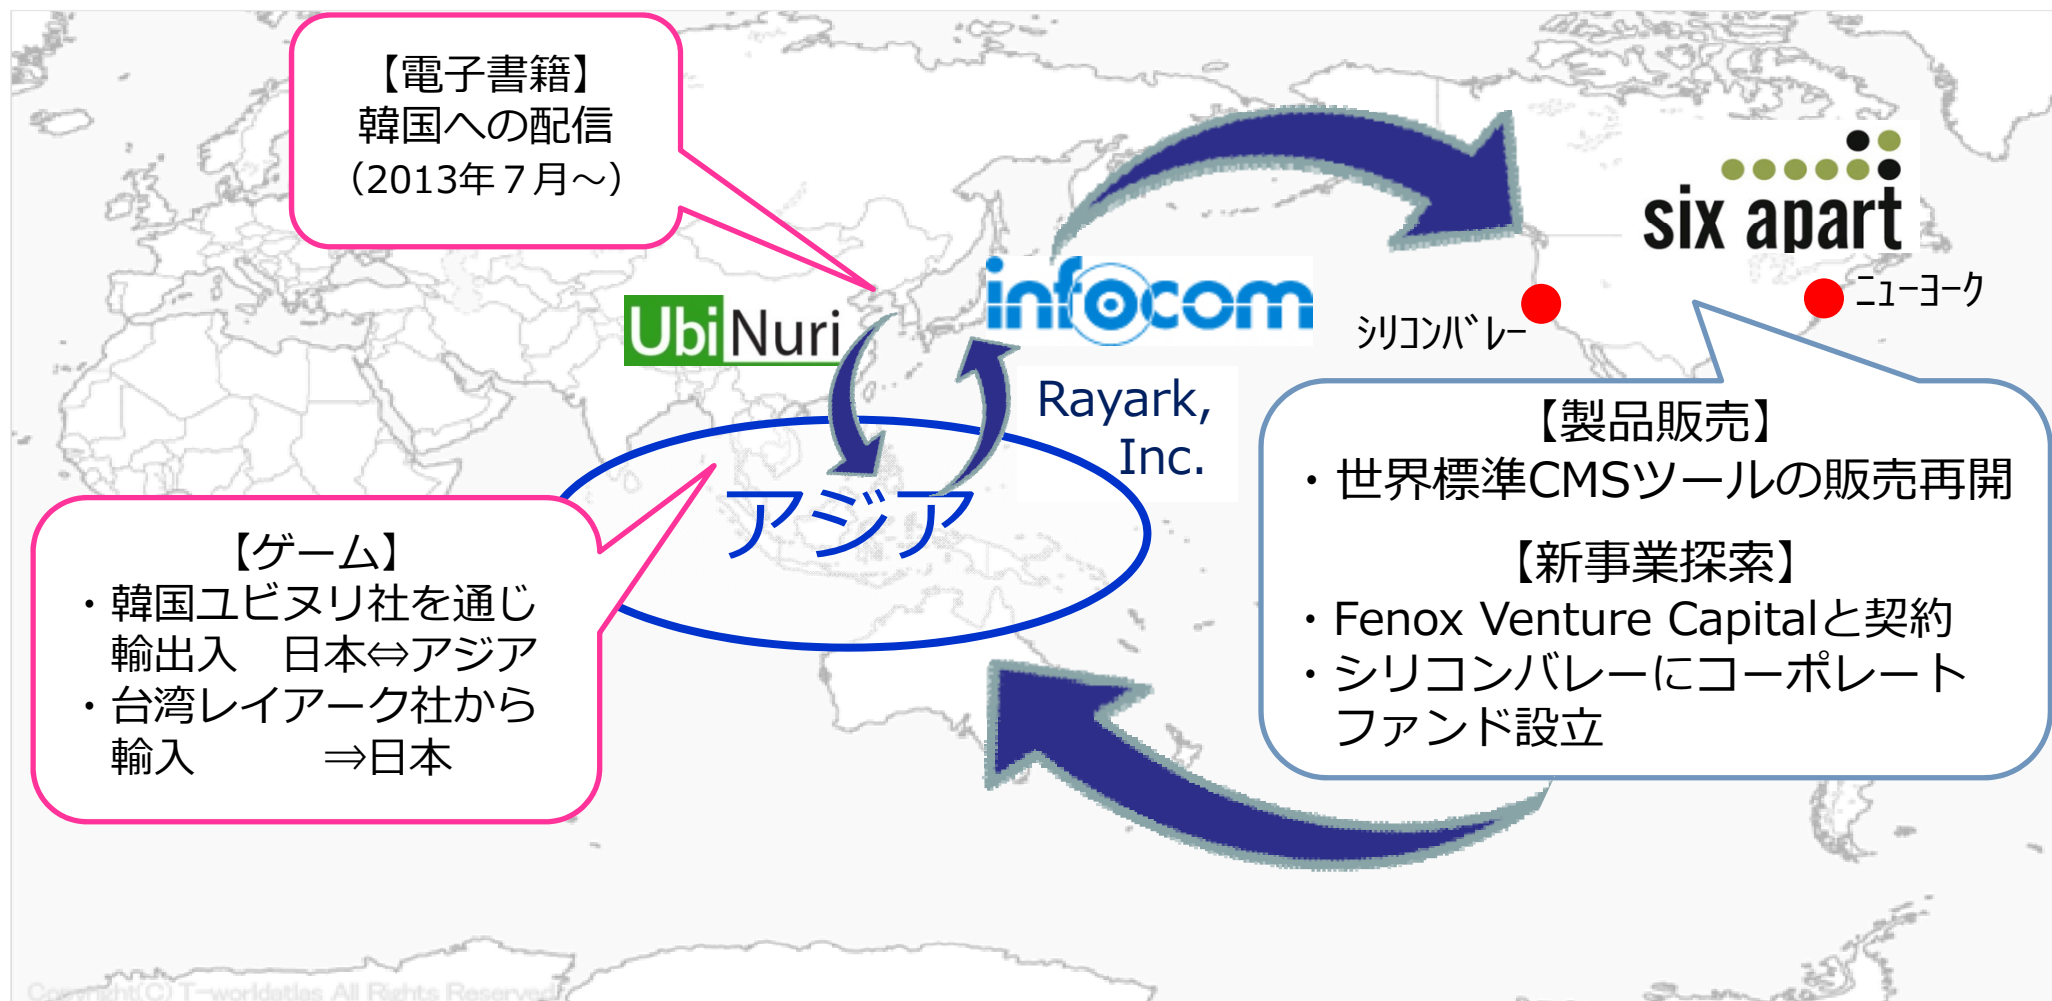 【電子書籍】
韓国への配信
（2013年７月～）
six apart
ﾆｭｰﾖｰｸ
ｼﾘｺﾝﾊﾞﾚｰ
infocom
UbiNuri
Rayark,
Inc.
アジア
【ゲーム】
・韓国ユビヌリ社を通じ
輸出入　日本⇔アジア
・台湾レイアーク社から
輸入　　　⇒日本
【製品販売】
・世界標準CMSツールの販売再開
【新事業探索】
・Fenox Venture Capitalと契約
・シリコンバレーにコーポレート
ファンド設立
Copyright(C) T-worldatlas All Rights Reserved